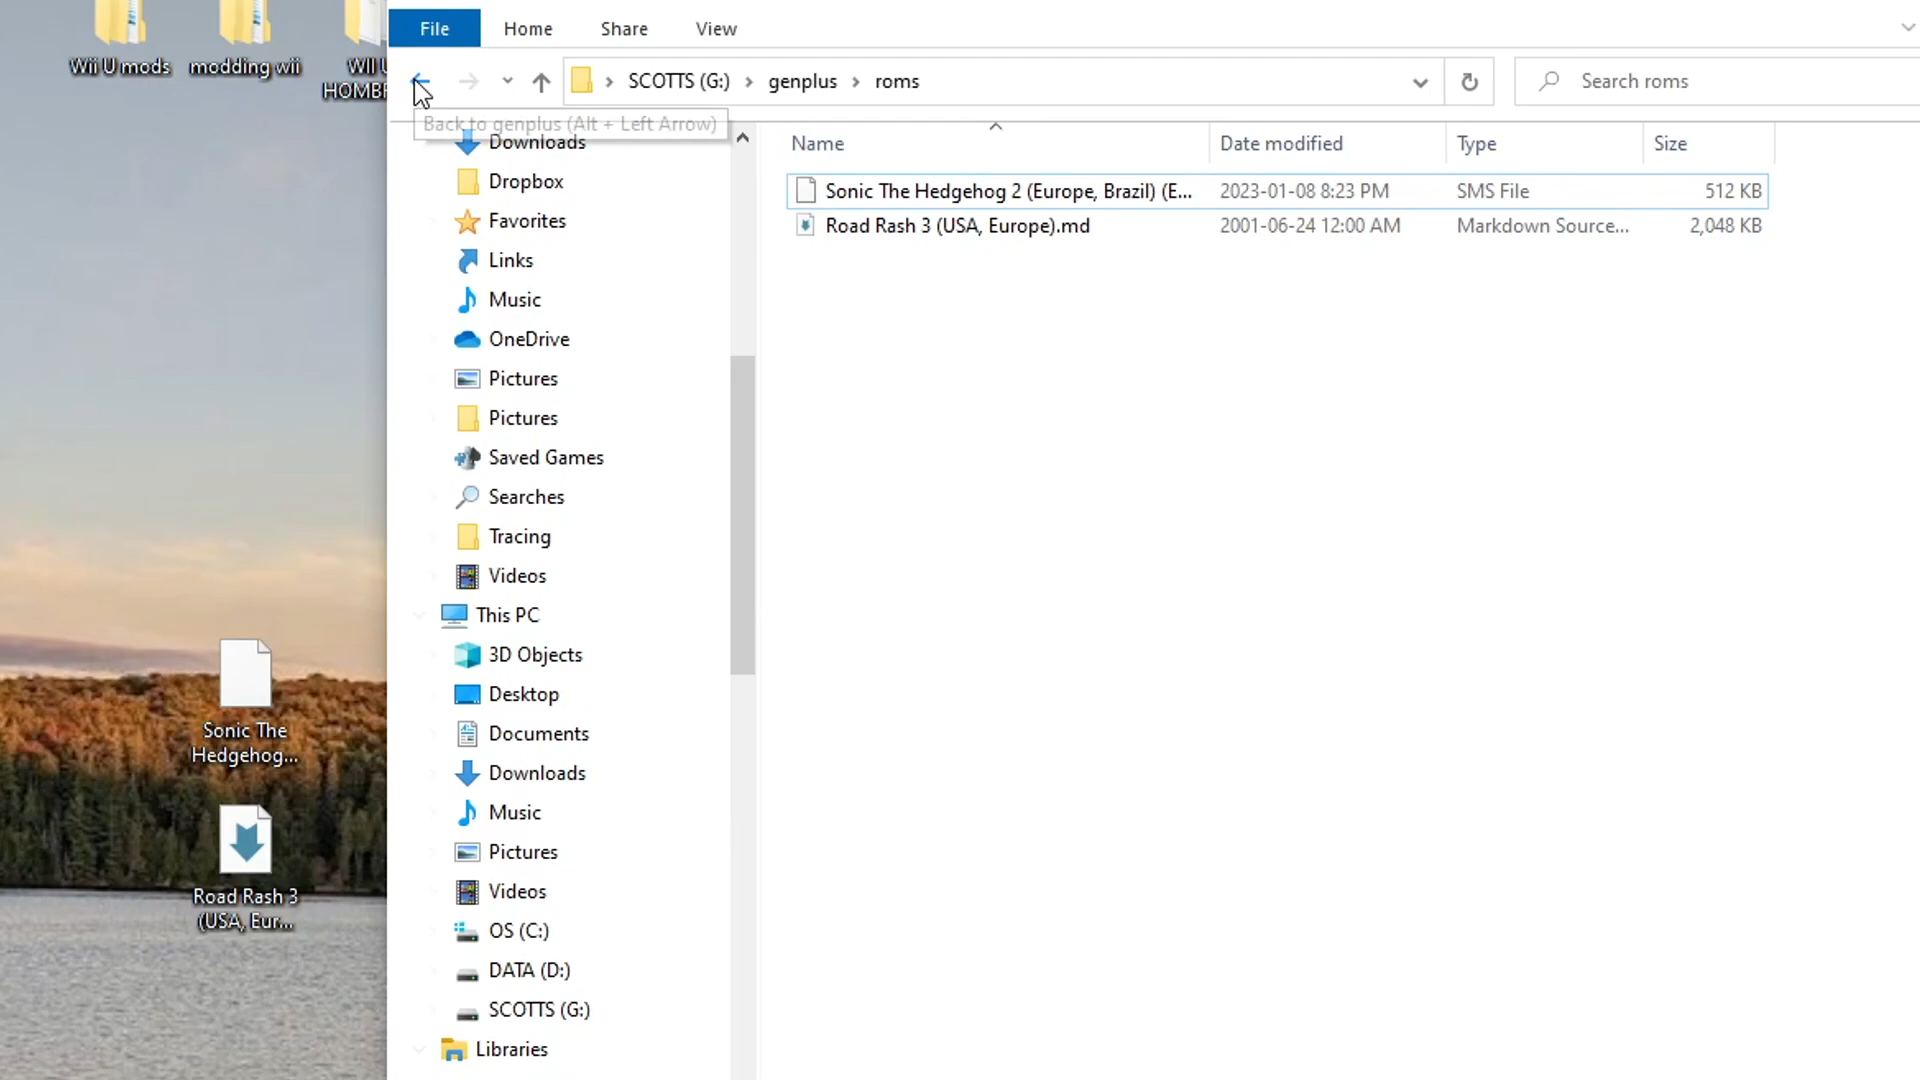 Wii U mods
modding wii
WII U
HOMB
File
Home
Share
View
SCOTTS (G:) > genplus > roms
Search roms
Back to genplus (Alt + Left Arrow)
Downloads
Dropbox
Favorites
Links
Music
OneDrive
Pictures
Pictures
Saved Games
Searches
Tracing
Videos
This PC
3D Objects
Desktop
Documents
Downloads
Music
Pictures
Videos
OS (C:)
DATA (D:)
SCOTTS (G:)
Libraries
Name Date modified Type Size
Sonic The Hedgehog 2 (Europe, Brazil) (E... 2023-01-08 8:23 PM SMS File 512 KB
Road Rash 3 (USA, Europe).md 2001-06-24 12:00 AM Markdown Source... 2,048 KB
Sonic The
Hedgehog...
Road Rash 3
(USA, Eur...